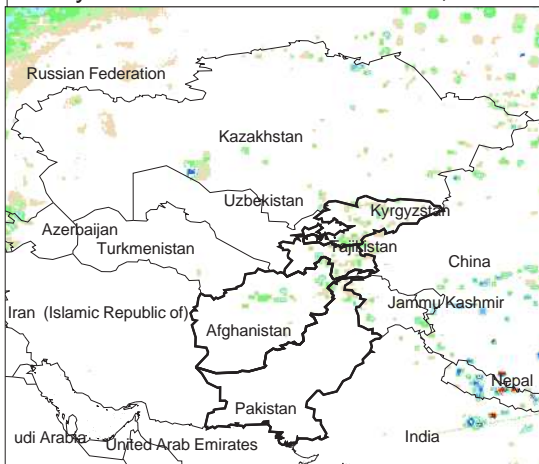 Russian Federation
Kazakhstan
Uzbekistan
Kyrgyzstan
Azerbaijan
Turkmenistan
Tajikistan
China
Jammu Kashmir
Iran (Islamic Republic of)
Afghanistan
Nepal
Pakistan
udi Arabia
United Arab Emirates
India